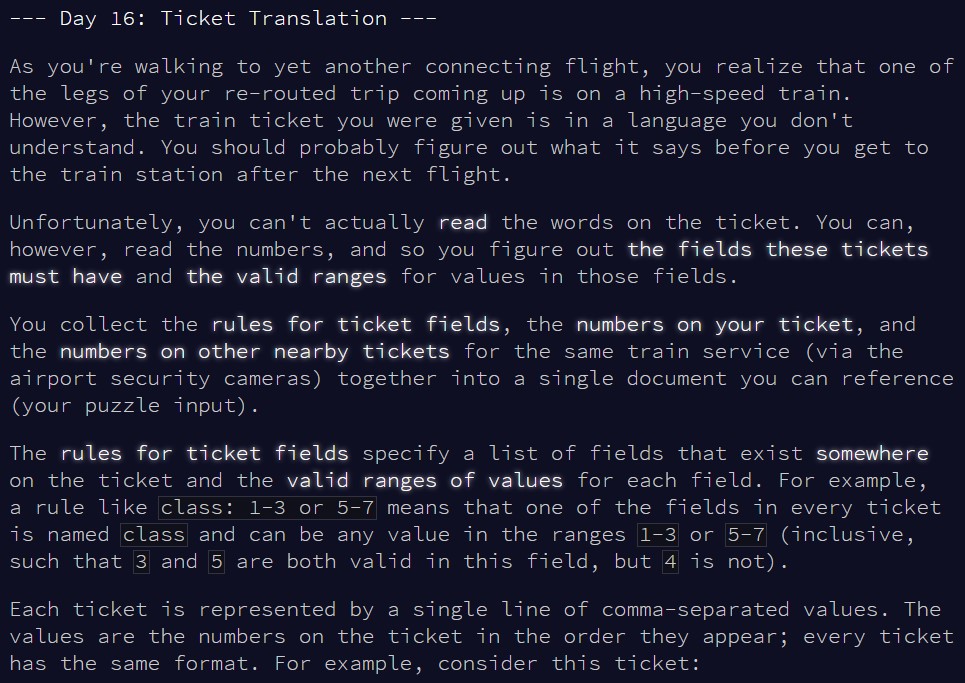 --- Day 16: Ticket Translation ---
As you're walking to yet another connecting flight, you realize that one of
the legs of your re-routed trip coming up is on a high-speed train.
However, the train ticket you were given is in a language you don't
understand. You should probably figure out what it says before you get to
the train station after the next flight.
Unfortunately, you can't actually read the words on the ticket. You can,
however, read the numbers, and so you figure out the fields these tickets
must have and the valid ranges for values in those fields.
You collect the rules for ticket fields, the numbers on your ticket, and
the numbers on other nearby tickets for the same train service (via the
airport security cameras) together into a single document you can reference
(your puzzle input).
The rules for ticket fields specify a list of fields that exist somewhere
on the ticket and the valid ranges of values for each field. For example,
a rule like class: 1-3 or 5-7 means that one of the fields in every ticket
is named class and can be any value in the ranges 1-3 or 5-7 (inclusive,
such that 3 and 5 are both valid in this field, but 4 is not).
Each ticket is represented by a single line of comma-separated values. The
values are the numbers on the ticket in the order they appear; every ticket
has the same format. For example, consider this ticket: